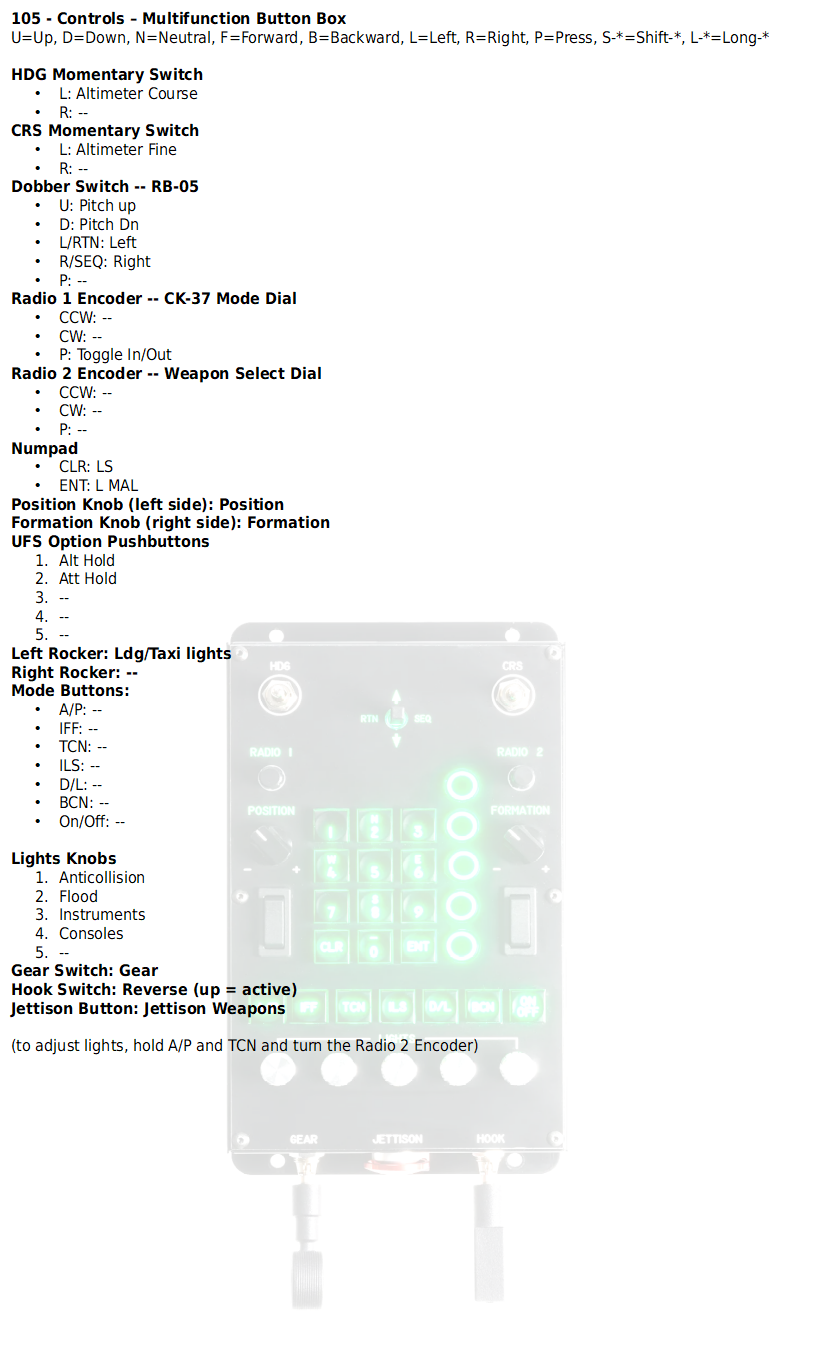 105 - Controls – Multifunction Button Box
U=Up, D=Down, N=Neutral, F=Forward, B=Backward, L=Left, R=Right, P=Press, S-*=Shift-*, L-*=Long-*
HDG Momentary Switch
• L: Altimeter Course
• R: --
CRS Momentary Switch
• L: Altimeter Fine
• R: --
Dobber Switch -- RB-05
• U: Pitch up
• D: Pitch Dn
• L/RTN: Left
• R/SEQ: Right
• P: --
Radio 1 Encoder -- CK-37 Mode Dial
• CCW: --
• CW: --
• P: Toggle In/Out
Radio 2 Encoder -- Weapon Select Dial
• CCW: --
• CW: --
• P: --
Numpad
• CLR: LS
• ENT: L MAL
Position Knob (left side): Position
Formation Knob (right side): Formation
UFS Option Pushbuttons
1. Alt Hold
2. Att Hold
3. --
4. --
5. --
Left Rocker: Ldg/Taxi lights
Right Rocker: --
Mode Buttons:
• A/P: --
• IFF: --
• TCN: --
• ILS: --
• D/L: --
• BCN: --
• On/Off: --
Lights Knobs
1. Anticollision
2. Flood
3. Instruments
4. Consoles
5. --
Gear Switch: Gear
Hook Switch: Reverse (up = active)
Jettison Button: Jettison Weapons
(to adjust lights, hold A/P and TCN and turn the Radio 2 Encoder)
HDG CRS
RTN SEQ
RADIO 1 RADIO 2
POSITION FORMATION
1 N 2 3
- + W 4 5 E 6 - +
7 S 8 9
CLR - 0 ENT
IFF TCN ILS D/L BCN ON OFF
GEAR JETTISON HOOK